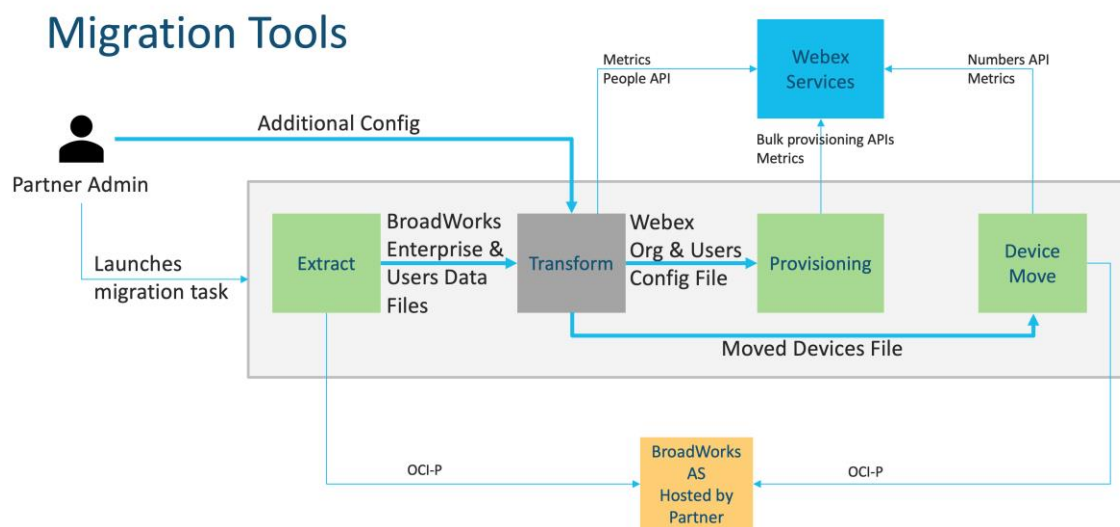 Migration Tools
Metrics
People API
Webex
Services
Numbers API
Metrics
Additional Config
Bulk provisioning APIs
Metrics
Partner Admin
Launches
migration task
Extract
BroadWorks
Enterprise &
Users Data
Files
Transform
Webex
Org & Users
Config File
Provisioning
Device
Move
Moved Devices File
OCI-P
BroadWorks
AS
Hosted by
Partner
OCI-P